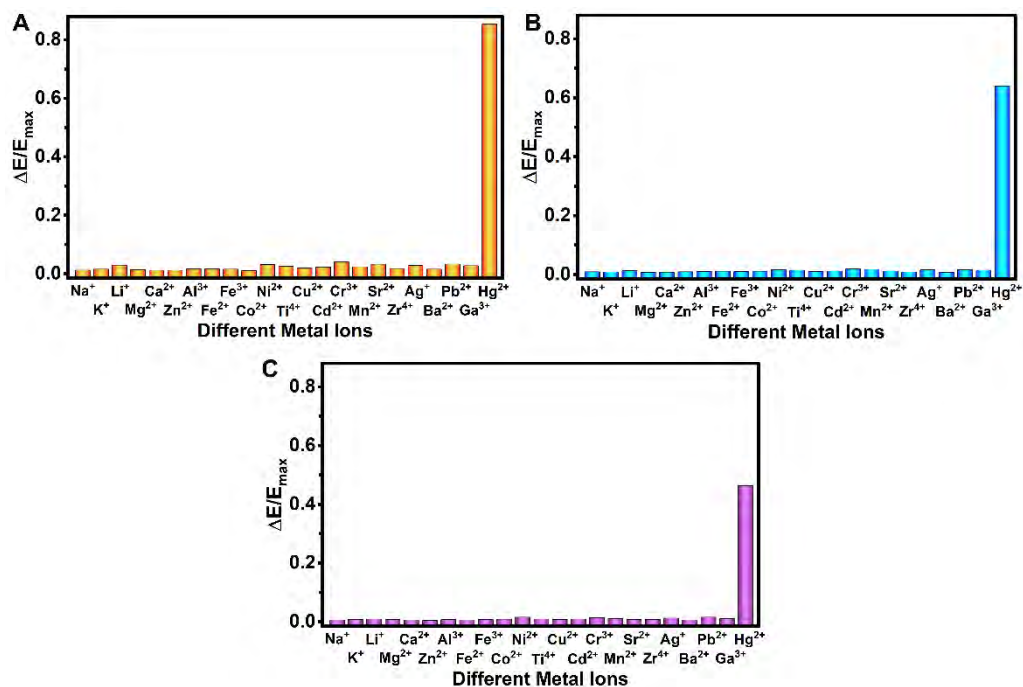 A
ΔE/Emax
0.8
0.6
0.4
0.2
0.0
Na⁺ Li⁺ Ca²⁺ Al³⁺ Fe³⁺ Ni²⁺ Cu²⁺ Cr³⁺ Sr²⁺ Ag⁺ Pb²⁺ Hg²⁺
K⁺ Mg²⁺ Zn²⁺ Fe²⁺ Co²⁺ Ti⁴⁺ Cd²⁺ Mn²⁺ Zr⁴⁺ Ba²⁺ Ga³⁺
Different Metal Ions
B
ΔE/Emax
0.8
0.6
0.4
0.2
0.0
Na⁺ Li⁺ Ca²⁺ Al³⁺ Fe³⁺ Ni²⁺ Cu²⁺ Cr³⁺ Sr²⁺ Ag⁺ Pb²⁺ Hg²⁺
K⁺ Mg²⁺ Zn²⁺ Fe²⁺ Co²⁺ Ti⁴⁺ Cd²⁺ Mn²⁺ Zr⁴⁺ Ba²⁺ Ga³⁺
Different Metal Ions
C
ΔE/Emax
0.8
0.6
0.4
0.2
0.0
Na⁺ Li⁺ Ca²⁺ Al³⁺ Fe³⁺ Ni²⁺ Cu²⁺ Cr³⁺ Sr²⁺ Ag⁺ Pb²⁺ Hg²⁺
K⁺ Mg²⁺ Zn²⁺ Fe²⁺ Co²⁺ Ti⁴⁺ Cd²⁺ Mn²⁺ Zr⁴⁺ Ba²⁺ Ga³⁺
Different Metal Ions